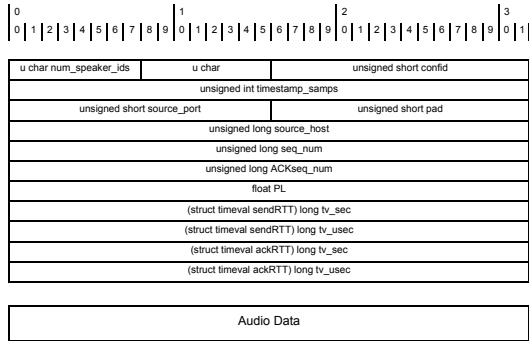 0 1 2 3
0 1 2 3 4 5 6 7 8 9 0 1 2 3 4 5 6 7 8 9 0 1 2 3 4 5 6 7 8 9 0 1
u char num_speaker_ids u char unsigned short confid
unsigned int timestamp_samps
unsigned short source_port unsigned short pad
unsigned long source_host
unsigned long seq_num
unsigned long ACKseq_num
float PL
(struct timeval sendRTT) long tv_sec
(struct timeval sendRTT) long tv_usec
(struct timeval ackRTT) long tv_sec
(struct timeval ackRTT) long tv_usec
Audio Data